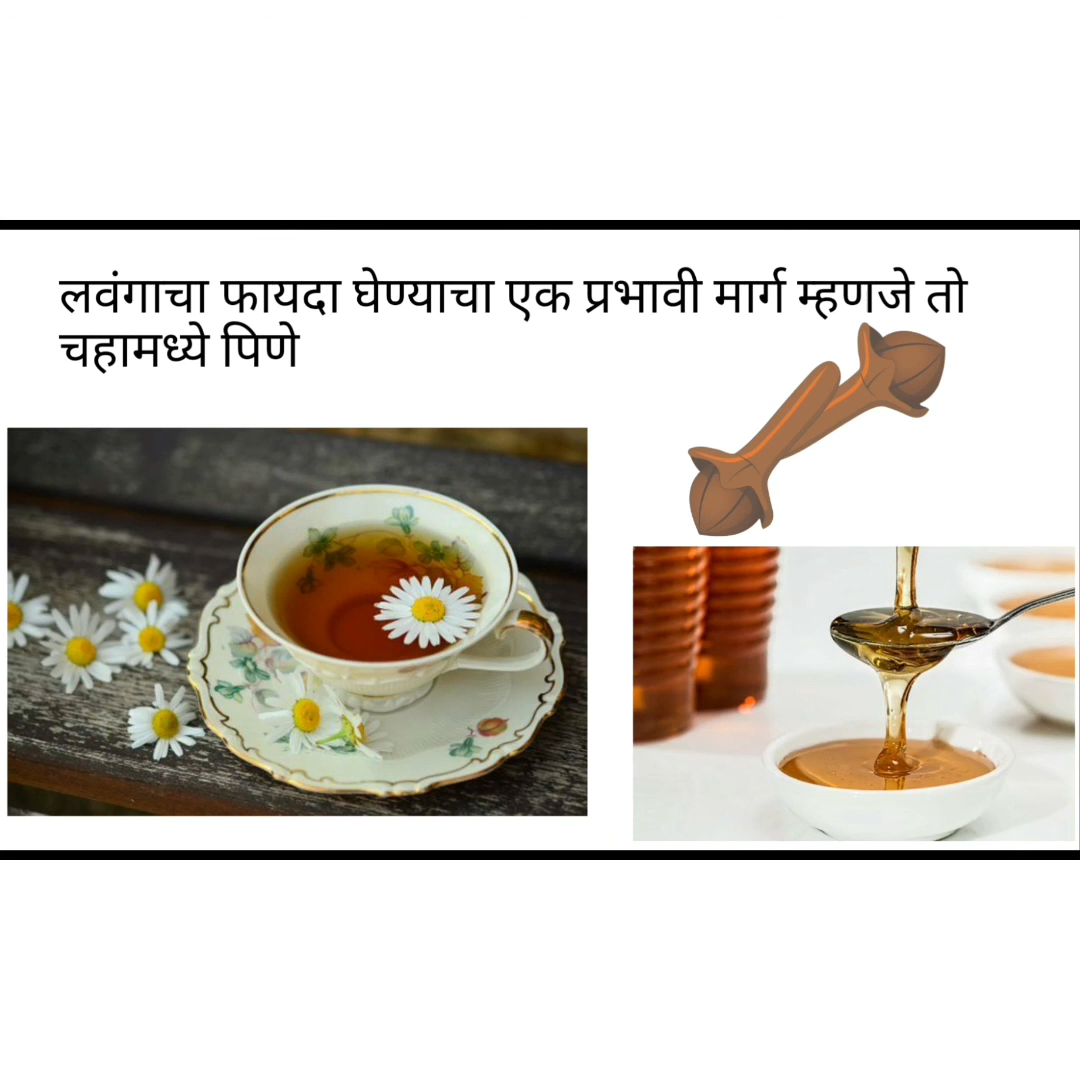 लवंगाचा फायदा घेण्याचा एक प्रभावी मार्ग म्हणजे तो
चहामध्ये पिणे